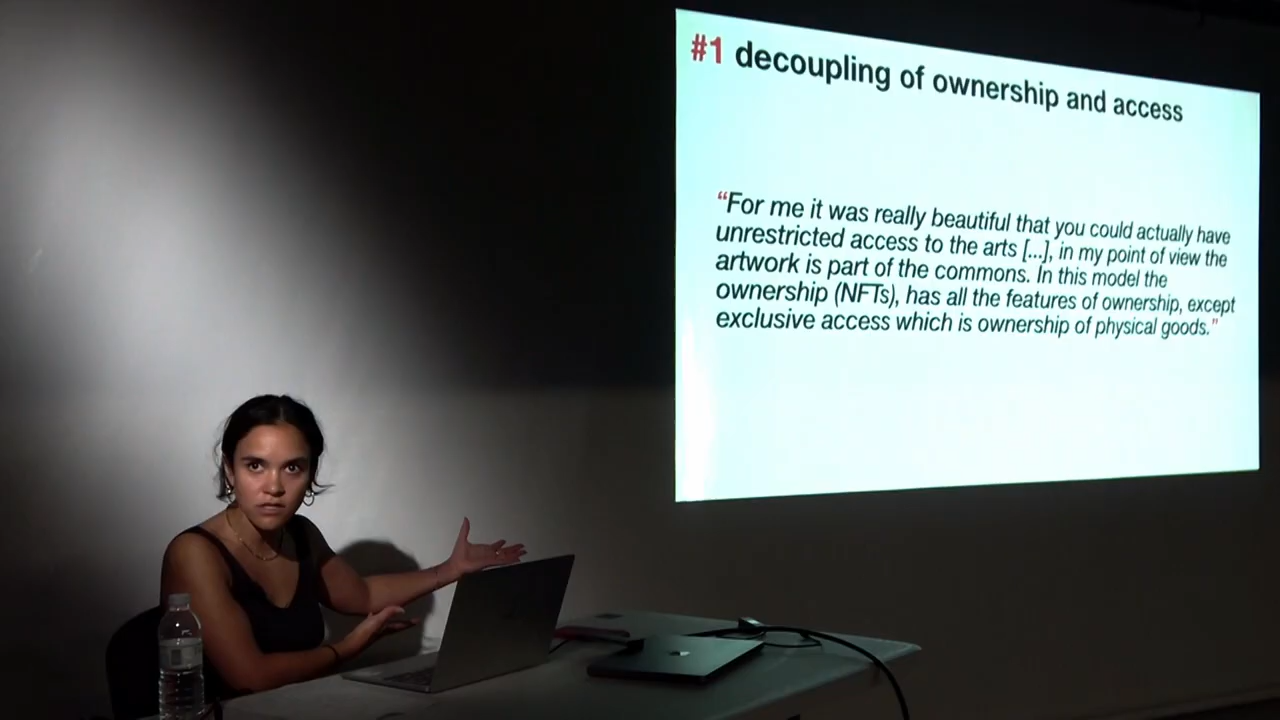 #1 decoupling of ownership and access
“For me it was really beautiful that you could actually have
unrestricted access to the arts [...], in my point of view the
artwork is part of the commons. In this model the
ownership (NFTs), has all the features of ownership, except
exclusive access which is ownership of physical goods.”